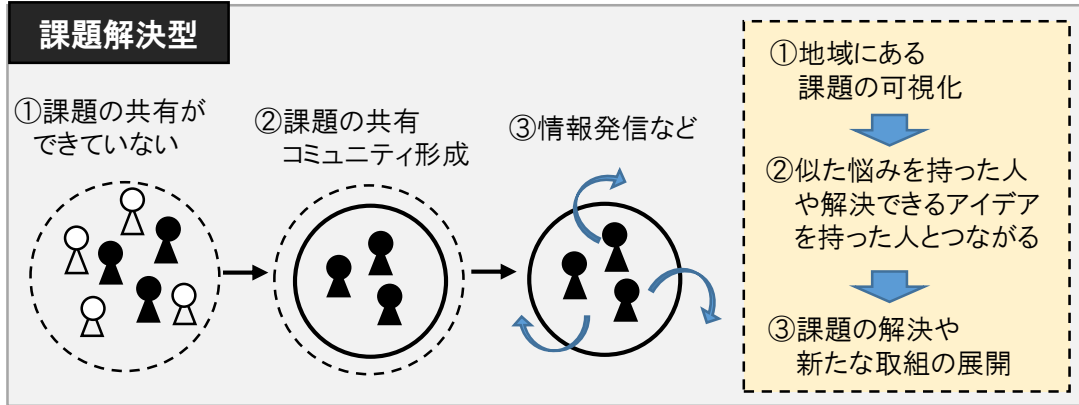 課題解決型
①課題の共有が
できていない
②課題の共有
コミュニティ形成
③情報発信など
①地域にある
課題の可視化
②似た悩みを持った人
や解決できるアイデア
を持った人とつながる
③課題の解決や
新たな取組の展開